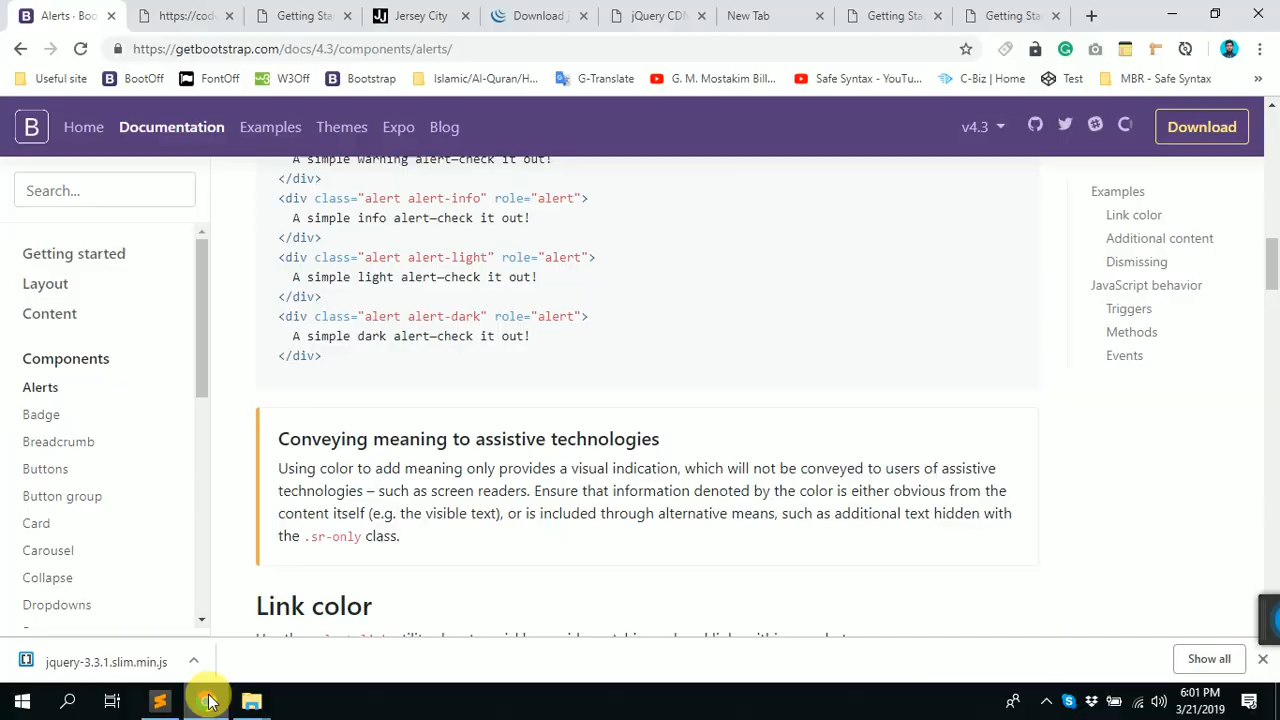 Alerts · Boo
https://cod
Getting Sta
Jersey City
Download j
jQuery CDN
New Tab
Getting Sta
Getting Sta
https://getbootstrap.com/docs/4.3/components/alerts/
Useful site
BootOff
FontOff
W3Off
Bootstrap
Islamic/Al-Quran/H...
G-Translate
G. M. Mostakim Bill...
Safe Syntax - YouTu...
C-Biz | Home
Test
MBR - Safe Syntax
»
B Home Documentation Examples Themes Expo Blog v4.3 Download
Search...
Getting started
Layout
Content
Components
Alerts
Badge
Breadcrumb
Buttons
Button group
Card
Carousel
Collapse
Dropdowns
A simple warning alert—check it out!
</div>
<div class="alert alert-info" role="alert">
A simple info alert—check it out!
</div>
<div class="alert alert-light" role="alert">
A simple light alert—check it out!
</div>
<div class="alert alert-dark" role="alert">
A simple dark alert—check it out!
</div>
Conveying meaning to assistive technologies
Using color to add meaning only provides a visual indication, which will not be conveyed to users of assistive
technologies – such as screen readers. Ensure that information denoted by the color is either obvious from the
content itself (e.g. the visible text), or is included through alternative means, such as additional text hidden with
the .sr-only class.
Link color
Examples
Link color
Additional content
Dismissing
JavaScript behavior
Triggers
Methods
Events
jquery-3.3.1.slim.min.js
Show all
6:01 PM
3/21/2019